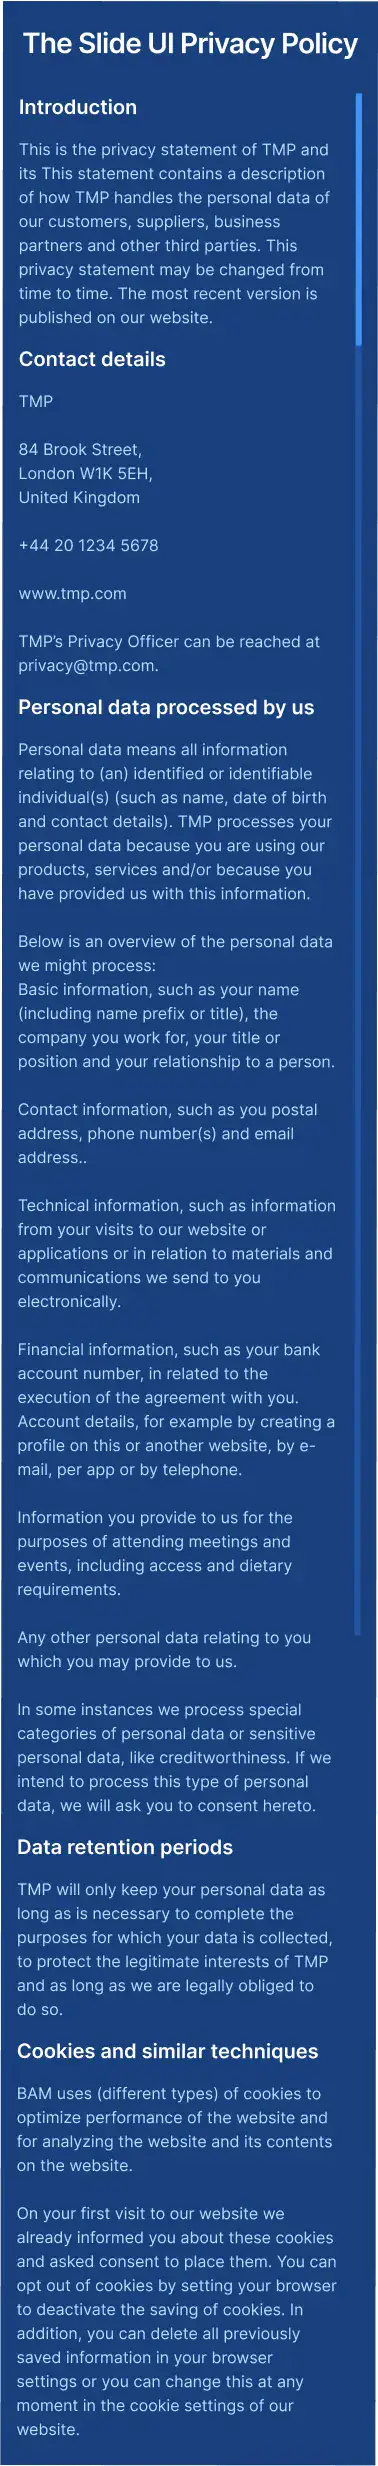 The Slide UI Privacy Policy
Introduction
This is the privacy statement of TMP and
its This statement contains a description
of how TMP handles the personal data of
our customers, suppliers, business
partners and other third parties. This
privacy statement may be changed from
time to time. The most recent version is
published on our website.
Contact details
TMP
84 Brook Street,
London W1K 5EH,
United Kingdom
+44 20 1234 5678
www.tmp.com
TMP’s Privacy Officer can be reached at
privacy@tmp.com.
Personal data processed by us
Personal data means all information
relating to (an) identified or identifiable
individual(s) (such as name, date of birth
and contact details). TMP processes your
personal data because you are using our
products, services and/or because you
have provided us with this information.
Below is an overview of the personal data
we might process:
Basic information, such as your name
(including name prefix or title), the
company you work for, your title or
position and your relationship to a person.
Contact information, such as you postal
address, phone number(s) and email
address..
Technical information, such as information
from your visits to our website or
applications or in relation to materials and
communications we send to you
electronically.
Financial information, such as your bank
account number, in related to the
execution of the agreement with you.
Account details, for example by creating a
profile on this or another website, by e-
mail, per app or by telephone.
Information you provide to us for the
purposes of attending meetings and
events, including access and dietary
requirements.
Any other personal data relating to you
which you may provide to us.
In some instances we process special
categories of personal data or sensitive
personal data, like creditworthiness. If we
intend to process this type of personal
data, we will ask you to consent hereto.
Data retention periods
TMP will only keep your personal data as
long as is necessary to complete the
purposes for which your data is collected,
to protect the legitimate interests of TMP
and as long as we are legally obliged to
do so.
Cookies and similar techniques
BAM uses (different types) of cookies to
optimize performance of the website and
for analyzing the website and its contents
on the website.
On your first visit to our website we
already informed you about these cookies
and asked consent to place them. You can
opt out of cookies by setting your browser
to deactivate the saving of cookies. In
addition, you can delete all previously
saved information in your browser
settings or you can change this at any
moment in the cookie settings of our
website.